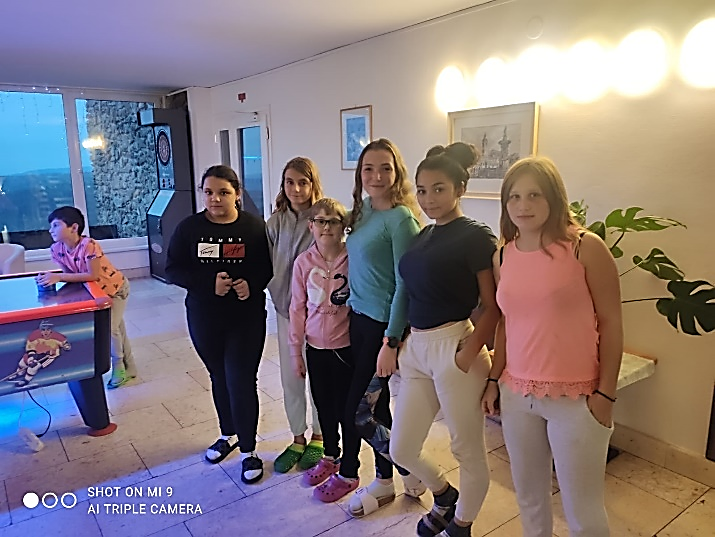 TOMMY
HILFIGER
SHOT ON MI 9
AI TRIPLE CAMERA